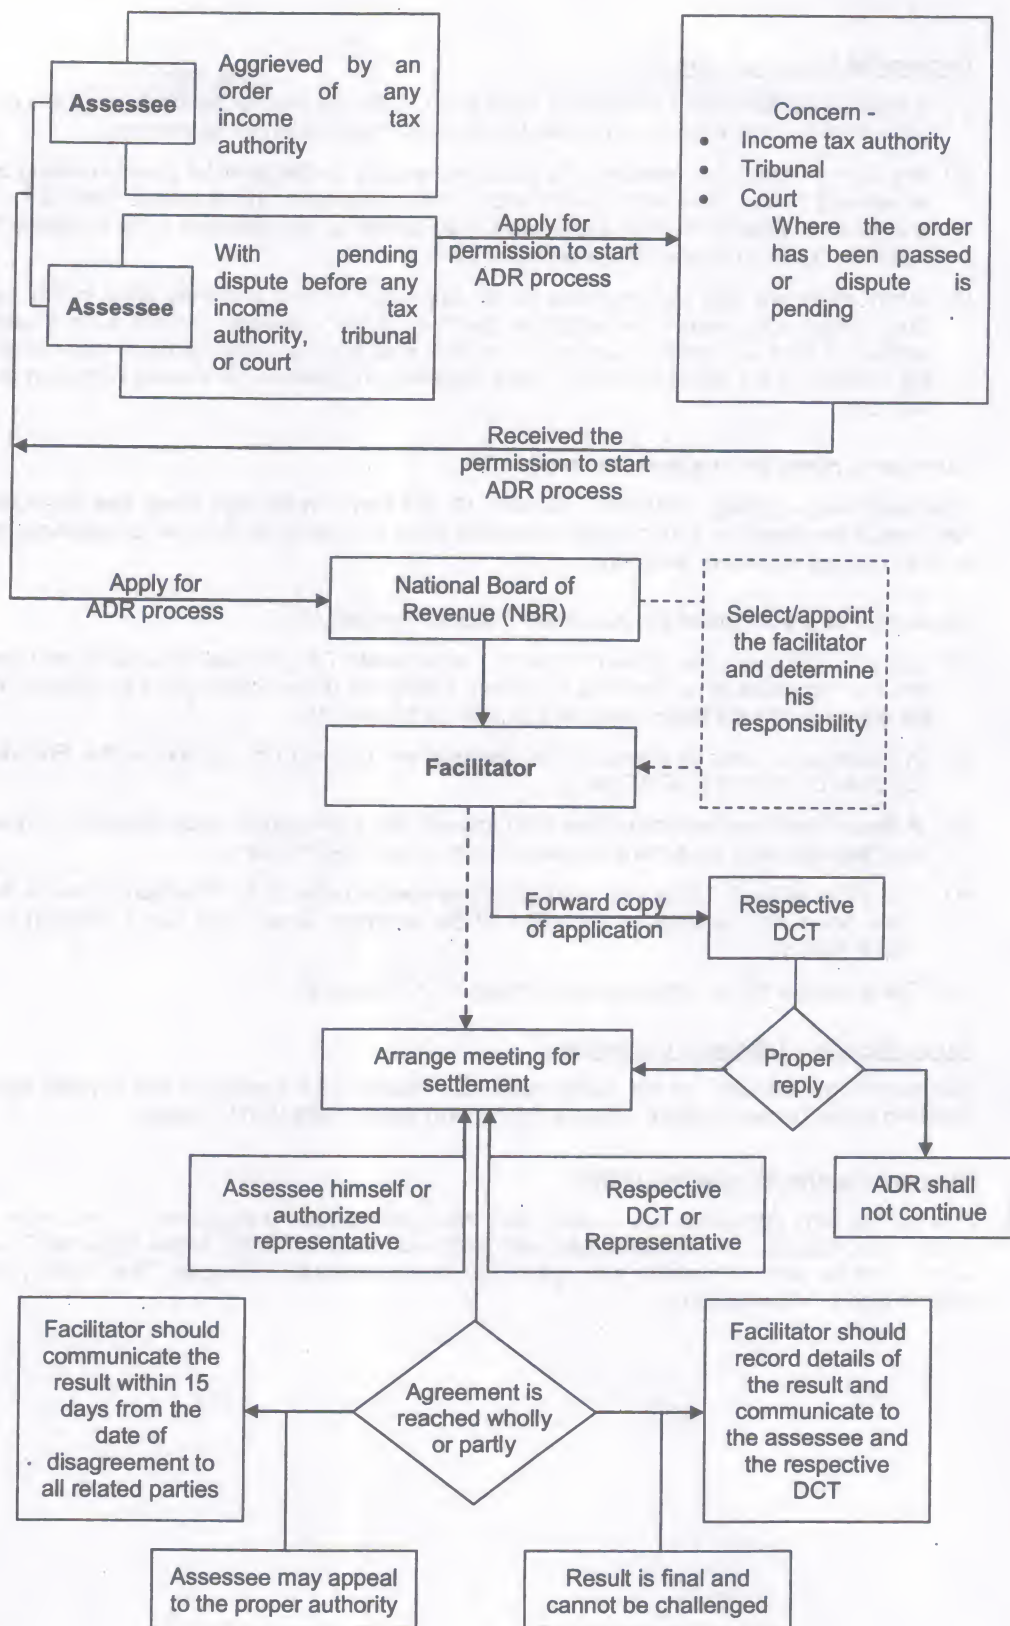 Assessee
Aggrieved by an
order of any
income tax
authority
Assessee
With pending
dispute before any
income tax
authority, tribunal
or court
Apply for
permission to start
ADR process
Concern -
• Income tax authority
• Tribunal
• Court
Where the order
has been passed
or dispute is
pending
Received the
permission to start
ADR process
Apply for
ADR process
National Board of
Revenue (NBR)
Select/appoint
the facilitator
and determine
his
responsibility
Facilitator
Forward copy
of application
Respective
DCT
Arrange meeting for
settlement
Proper
reply
Assessee himself or
authorized
representative
Respective
DCT or
Representative
ADR shall
not continue
Facilitator should
communicate the
result within 15
days from the
date of
disagreement to
all related parties
Agreement is
reached wholly
or partly
Facilitator should
record details of
the result and
communicate to
the assessee and
the respective
DCT
Assessee may appeal
to the proper authority
Result is final and
cannot be challenged